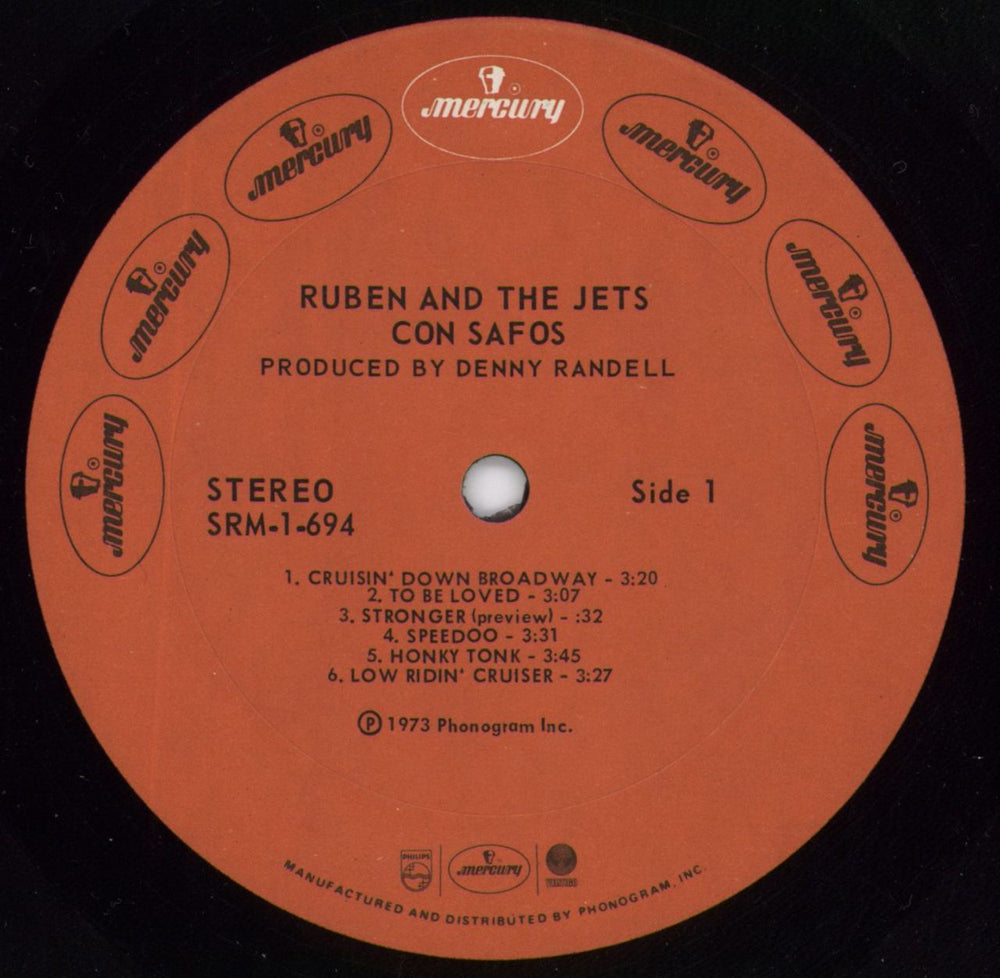 mercury
mercury
mercury
mercury
mercury
mercury
mercury
RUBEN AND THE JETS
CON SAFOS
PRODUCED BY DENNY RANDELL
STEREO
SRM-1-694
Side 1
1. CRUISIN' DOWN BROADWAY - 3:20
2. TO BE LOVED - 3:07
3. STRONGER (preview) - :32
4. SPEEDOO - 3:31
5. HONKY TONK - 3:45
6. LOW RIDIN' CRUISER - 3:27
Ⓟ 1973 Phonogram Inc.
PHILIPS
mercury
VERTIGO
MANUFACTURED AND DISTRIBUTED BY PHONOGRAM, INC.